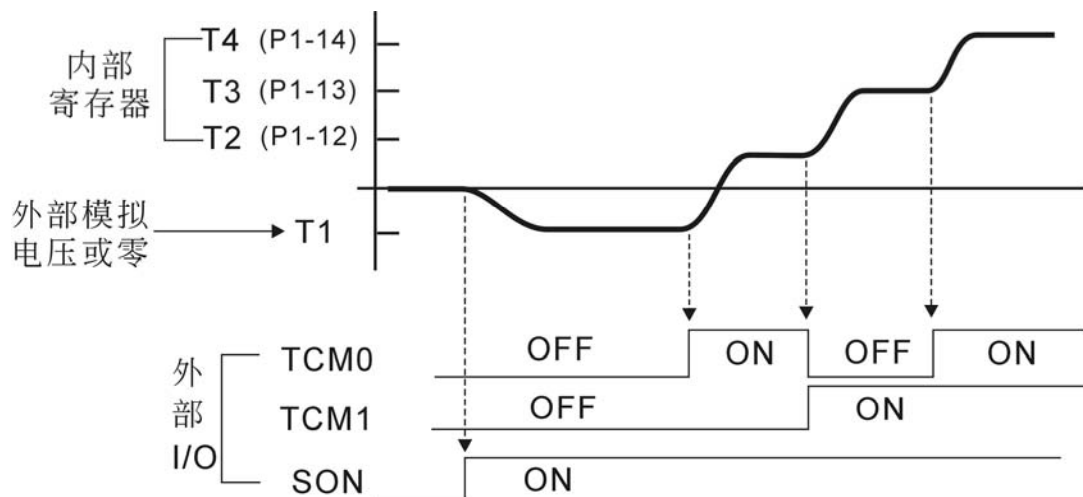 T4 (P1-14)
内部
寄存器
T3 (P1-13)
T2 (P1-12)
外部模拟
电压或零
T1
外
部
I/O
TCM0
OFF
ON
OFF
ON
TCM1
OFF
ON
SON
ON